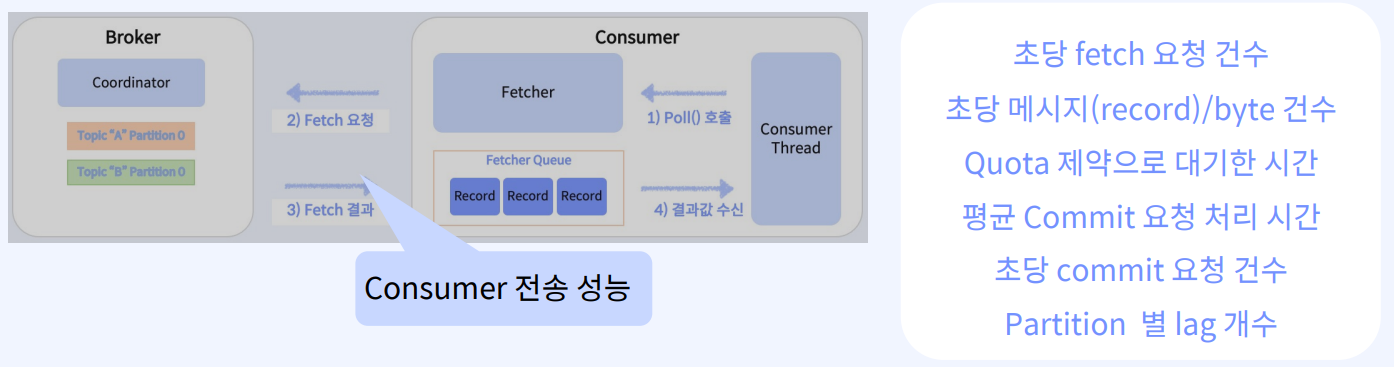 Broker
Coordinator
Topic "A" Partition 0
Topic "B" Partition 0
2) Fetch 요청
3) Fetch 결과
Consumer
Fetcher
Fetcher Queue
Record Record Record
1) Poll() 호출
4) 결과값 수신
Consumer
Thread
Consumer 전송 성능
초당 fetch 요청 건수
초당 메시지(record)/byte 건수
Quota 제약으로 대기한 시간
평균 Commit 요청 처리 시간
초당 commit 요청 건수
Partition 별 lag 개수